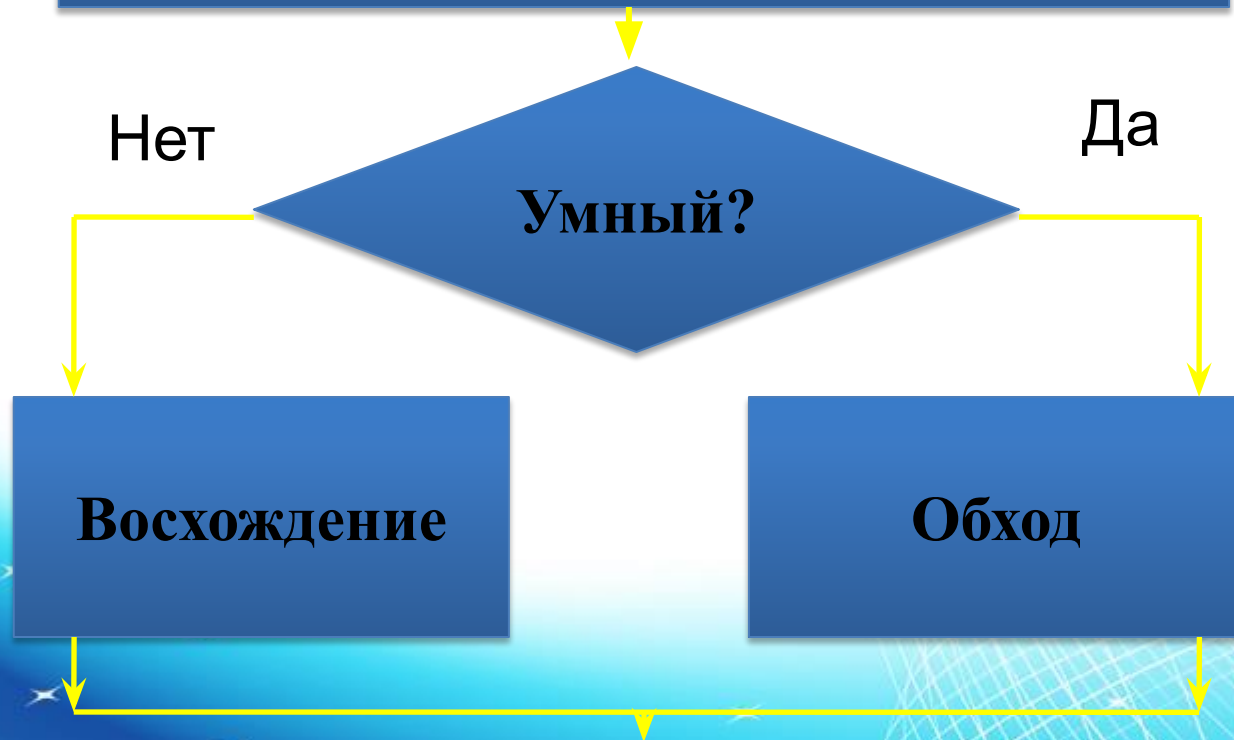 Нет
Да
Умный?
Восхождение
Обход